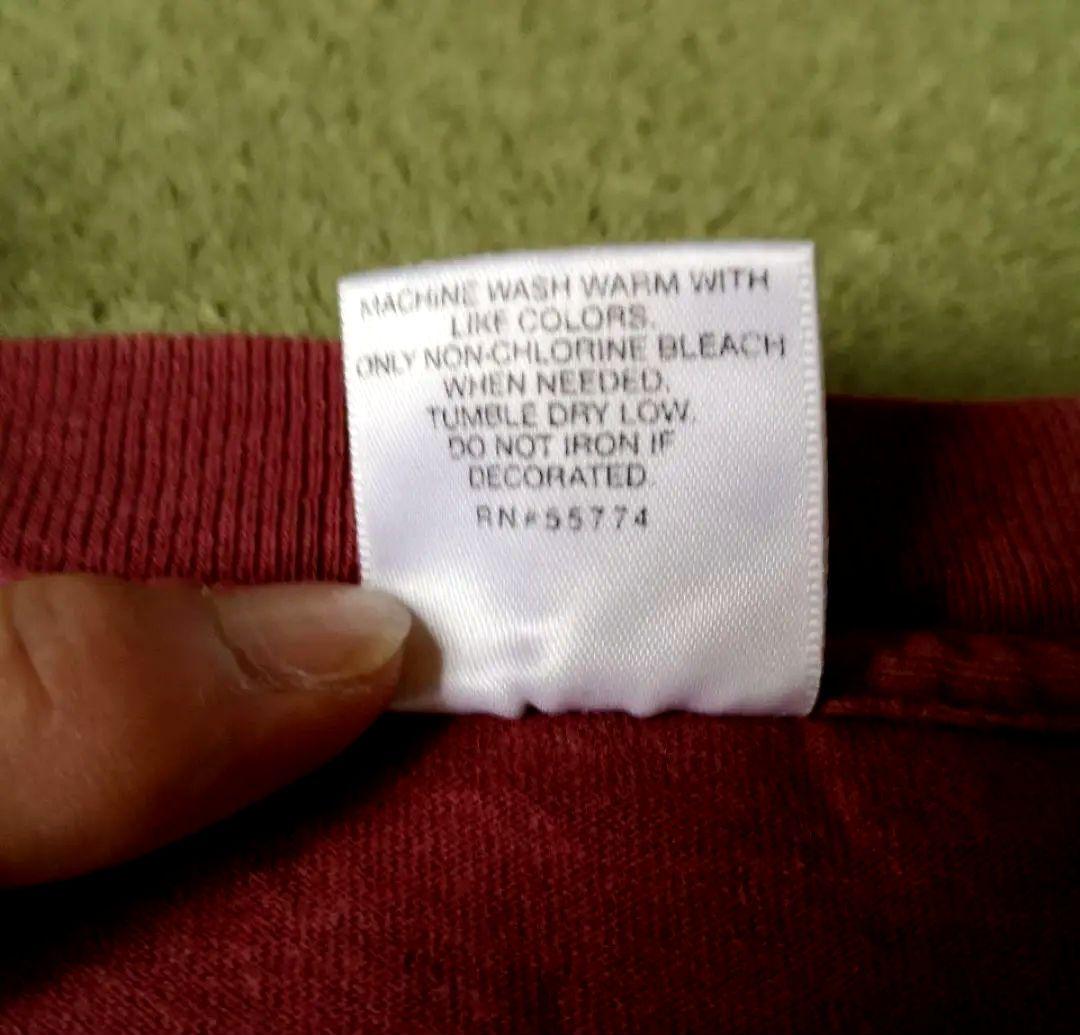 MACHINE WASH WARM WITH
LIKE COLORS.
ONLY NON-CHLORINE BLEACH
WHEN NEEDED.
TUMBLE DRY LOW.
DO NOT IRON IF
DECORATED.
RN#55774